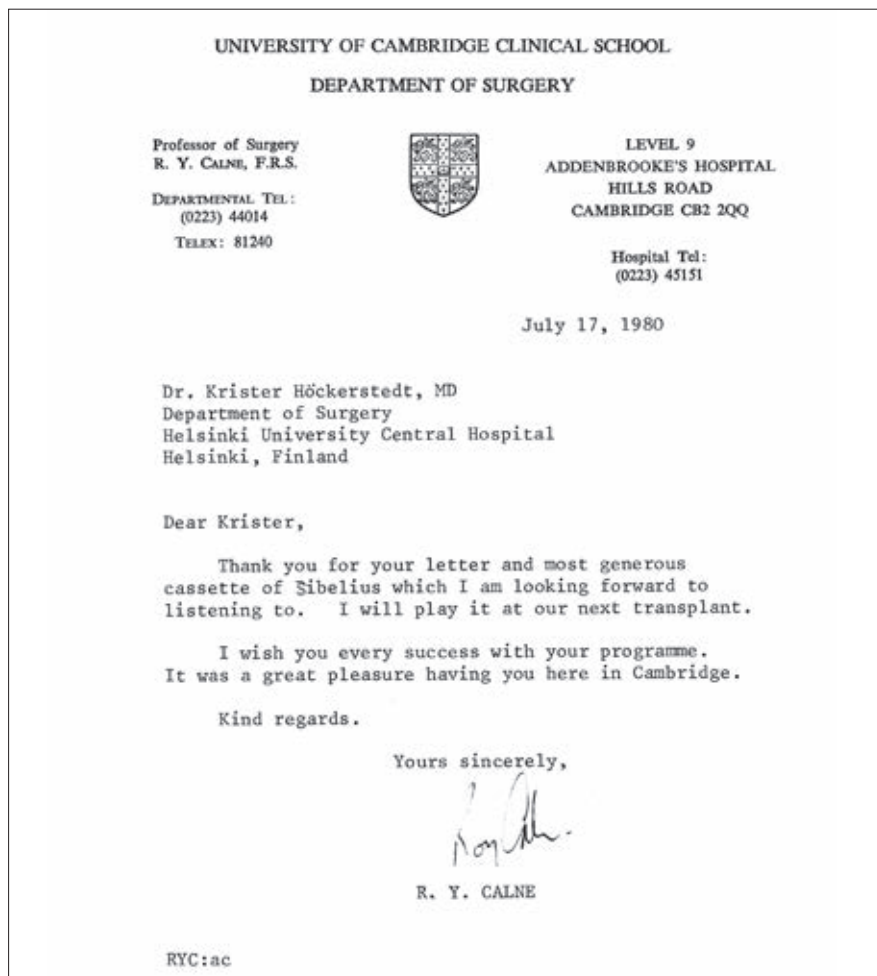 UNIVERSITY OF CAMBRIDGE CLINICAL SCHOOL
DEPARTMENT OF SURGERY
Professor of Surgery
R. Y. CALNE, F.R.S.
DEPARTMENTAL TEL:
(0223) 44014
TELEX: 81240
LEVEL 9
ADDENBROOKE'S HOSPITAL
HILLS ROAD
CAMBRIDGE CB2 2QQ
Hospital Tel:
(0223) 45151
July 17, 1980
Dr. Krister Höckerstedt, MD
Department of Surgery
Helsinki University Central Hospital
Helsinki, Finland
Dear Krister,
Thank you for your letter and most generous
cassette of Sibelius which I am looking forward to
listening to. I will play it at our next transplant.
I wish you every success with your programme.
It was a great pleasure having you here in Cambridge.
Kind regards.
Yours sincerely,
Roy Calne.
R. Y. CALNE
RYC:ac